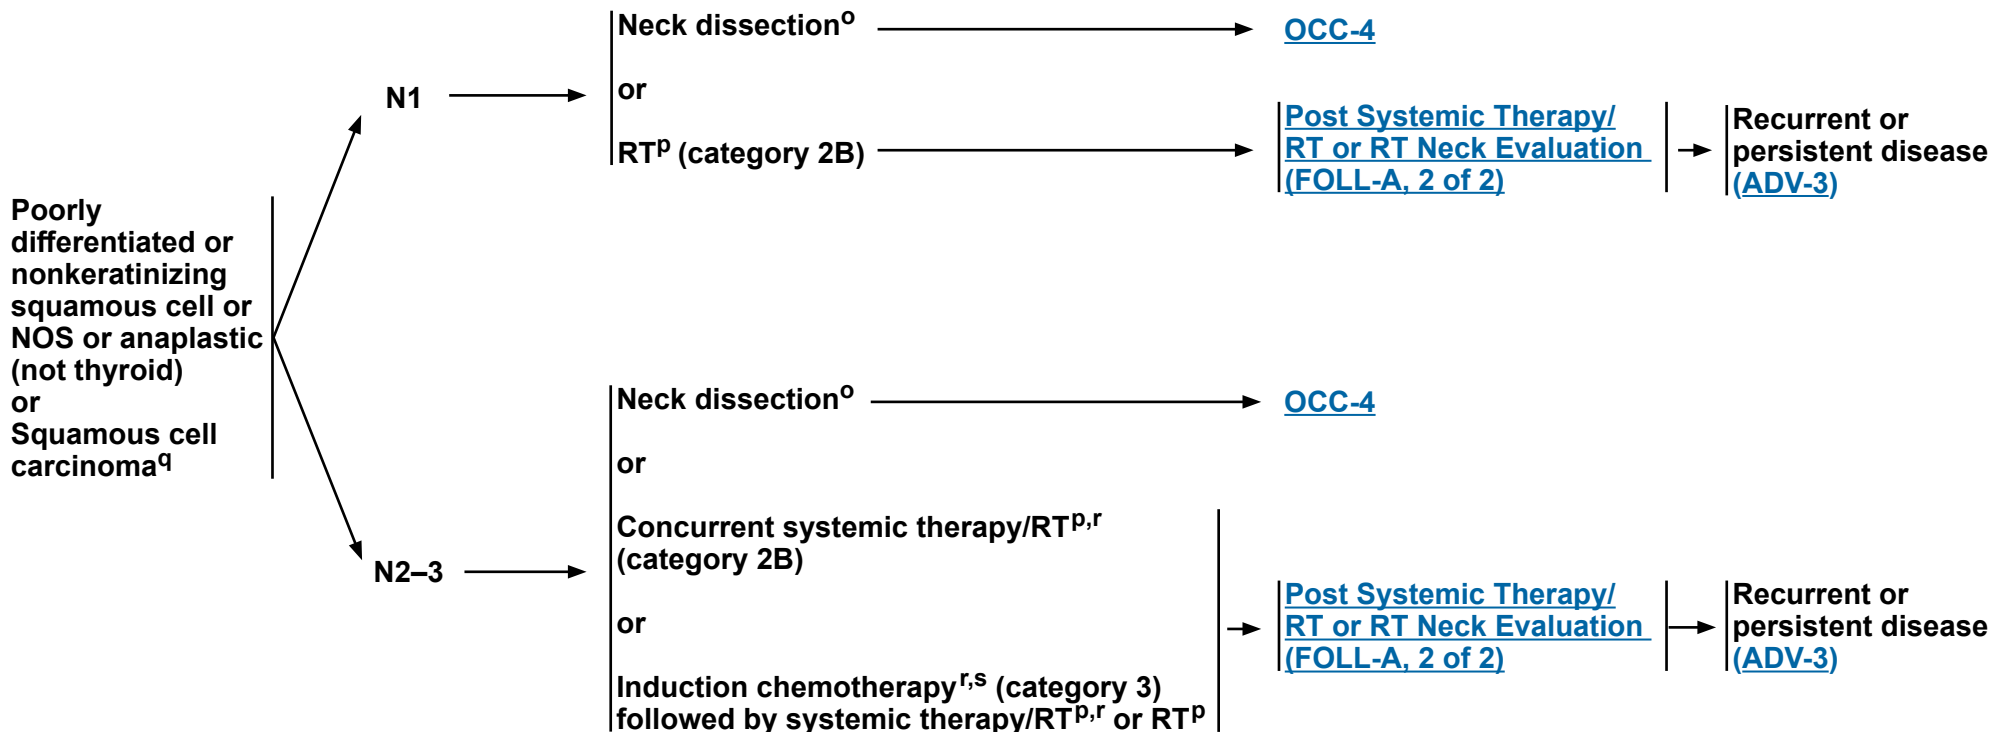 Poorly
differentiated or
nonkeratinizing
squamous cell or
NOS or anaplastic
(not thyroid)
or
Squamous cell
carcinomaq
N1
Neck dissectiono
OCC-4
or
RTp (category 2B)
Post Systemic Therapy/
RT or RT Neck Evaluation
(FOLL-A, 2 of 2)
Recurrent or
persistent disease
(ADV-3)
N2–3
Neck dissectiono
OCC-4
or
Concurrent systemic therapy/RTp,r
(category 2B)
or
Induction chemotherapyr,s (category 3)
followed by systemic therapy/RTp,r or RTp
Post Systemic Therapy/
RT or RT Neck Evaluation
(FOLL-A, 2 of 2)
Recurrent or
persistent disease
(ADV-3)